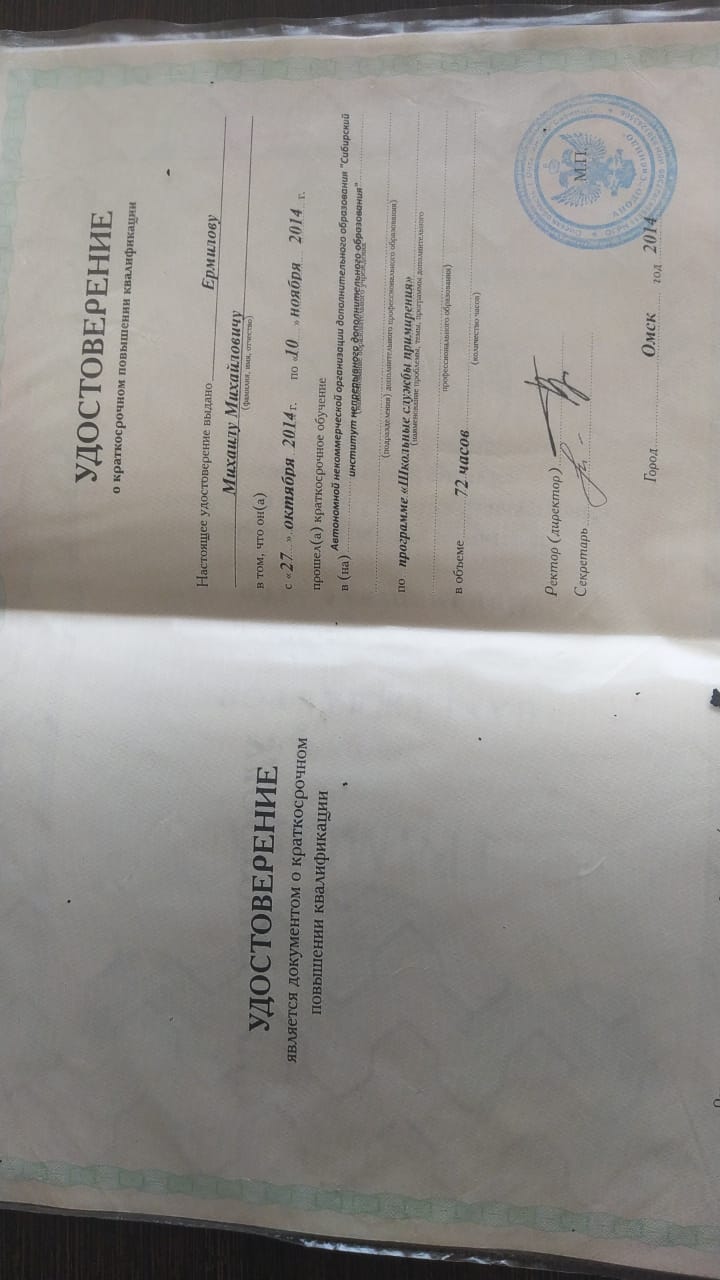 УДОСТОВЕРЕНИЕ
является документом о краткосрочном
повышении квалификации
УДОСТОВЕРЕНИЕ
о краткосрочном повышении квалификации
Настоящее удостоверение выдано Ермилову
Михаилу Михайловичу
(фамилия, имя, отчество)
в том, что он(а)
с « 27 » октября 2014 г. по « 10 » ноября 2014 г.
прошел(а) краткосрочное обучение
в (на) Автономной некоммерческой организации дополнительного образования "Сибирский
институт непрерывного дополнительного образования"
(подразделения) дополнительного профессионального образования)
по программе «Школьные службы примирения»
(наименование проблемы, темы, программы дополнительного
профессионального образования)
в объеме 72 часов
(количество часов)
М.П.
АНОДО «СИБИНДО»
Ректор (директор)
Секретарь
Город Омск год 2014